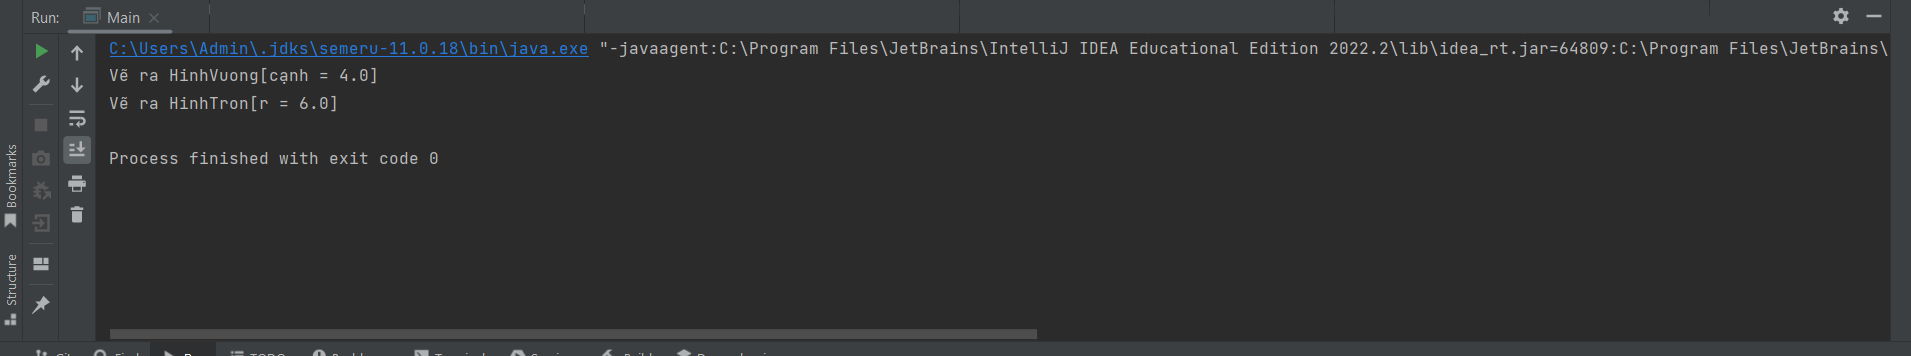 Run: Main
C:\Users\Admin\.jdks\semeru-11.0.18\bin\java.exe "-javaagent:C:\Program Files\JetBrains\IntelliJ IDEA Educational Edition 2022.2\lib\idea_rt.jar=64809:C:\Program Files\JetBrains\
Vẽ ra HinhVuong[cạnh = 4.0]
Vẽ ra HinhTron[r = 6.0]
Process finished with exit code 0
Bookmarks
Structure